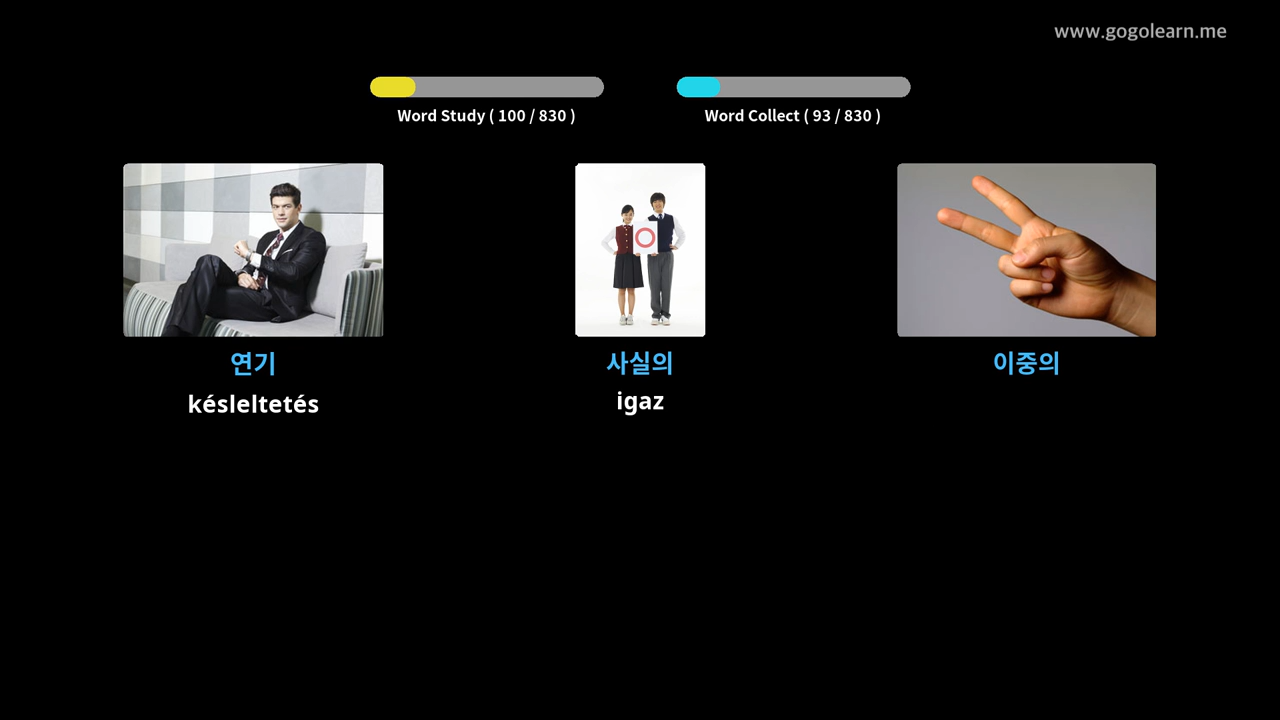 www.gogolearn.me
Word Study ( 100 / 830 )
Word Collect ( 93 / 830 )
연기
사실의
이중의
késleltetés
igaz